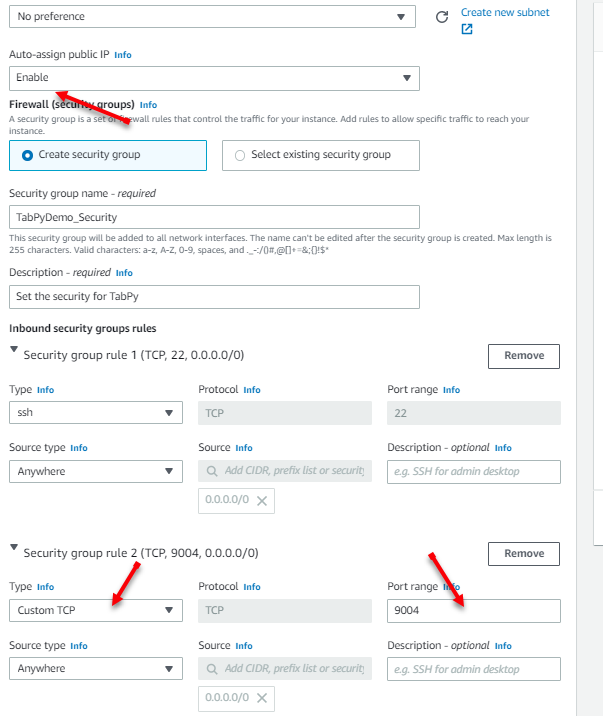 No preference
Create new subnet
Auto-assign public IP Info
Enable
Firewall (security groups) Info
A security group is a set of firewall rules that control the traffic for your instance. Add rules to allow specific traffic to reach your
instance.
Create security group
Select existing security group
Security group name - required
TabPyDemo_Security
This security group will be added to all network interfaces. The name can't be edited after the security group is created. Max length is
255 characters. Valid characters: a-z, A-Z, 0-9, spaces, and ._-:/()#,@[]+=&;{}!$*
Description - required Info
Set the security for TabPy
Inbound security groups rules
Security group rule 1 (TCP, 22, 0.0.0.0/0)
Remove
Type Info
Protocol Info
Port range Info
ssh
TCP
22
Source type Info
Source Info
Description - optional Info
Anywhere
Add CIDR, prefix list or security
e.g. SSH for admin desktop
0.0.0.0/0
Security group rule 2 (TCP, 9004, 0.0.0.0/0)
Remove
Type Info
Protocol Info
Port range Info
Custom TCP
TCP
9004
Source type Info
Source Info
Description - optional Info
Anywhere
Add CIDR, prefix list or security
e.g. SSH for admin desktop
0.0.0.0/0